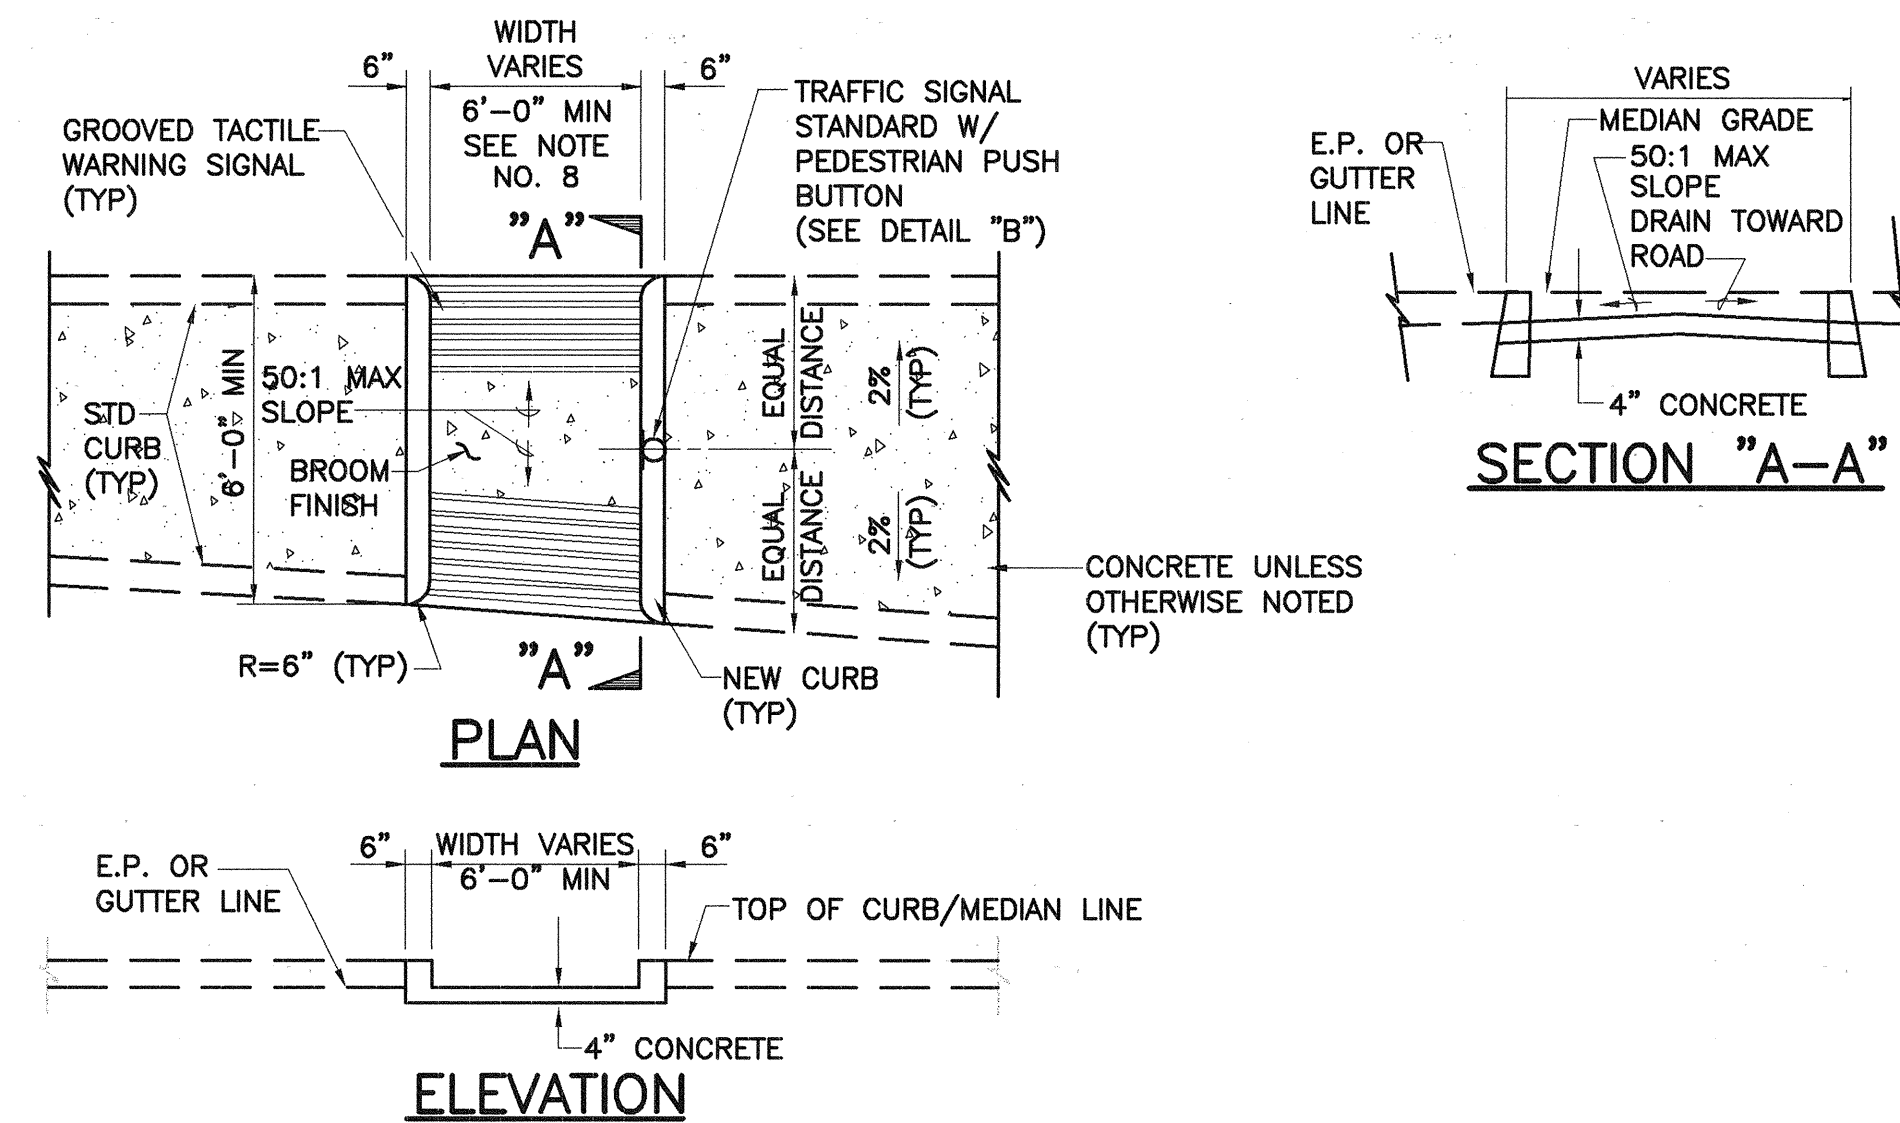 WIDTH
VARIES
6"
6"
6'-0" MIN
SEE NOTE
NO. 8
GROOVED TACTILE
WARNING SIGNAL
(TYP)
TRAFFIC SIGNAL
STANDARD W/
PEDESTRIAN PUSH
BUTTON
(SEE DETAIL "B")
"A"
6'-0" MIN
50:1 MAX
SLOPE
STD
CURB
(TYP)
BROOM
FINISH
EQUAL
DISTANCE
EQUAL
DISTANCE
2%
(TYP)
2%
(TYP)
CONCRETE UNLESS
OTHERWISE NOTED
(TYP)
R=6" (TYP)
"A"
NEW CURB
(TYP)
PLAN
VARIES
MEDIAN GRADE
E.P. OR
GUTTER
LINE
50:1 MAX
SLOPE
DRAIN TOWARD
ROAD
4" CONCRETE
SECTION "A-A"
6"
WIDTH VARIES
6"
6'-0" MIN
E.P. OR
GUTTER LINE
TOP OF CURB/MEDIAN LINE
4" CONCRETE
ELEVATION